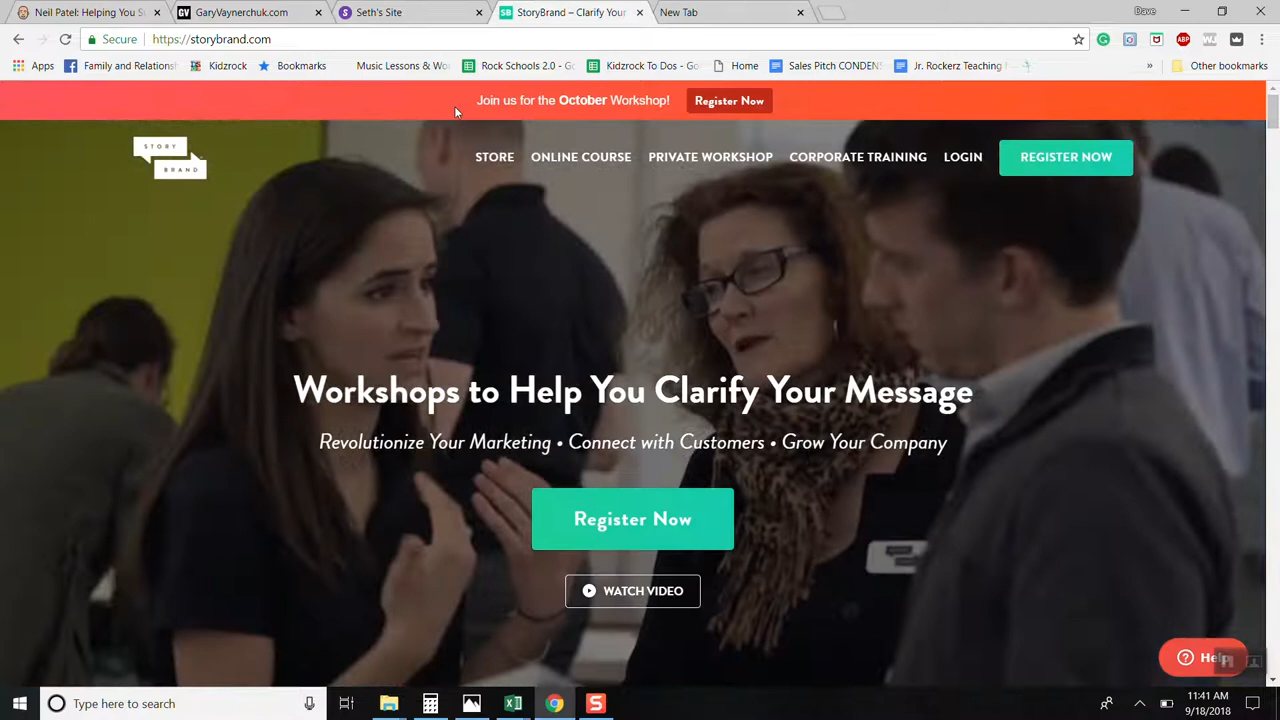 Neil Patel: Helping You S
GaryVaynerchuk.com
Seth's Site
StoryBrand – Clarify Your
New Tab
Dave
Secure
https://storybrand.com
Apps
Family and Relations
Kidzrock
Bookmarks
Music Lessons & Wo
Rock Schools 2.0 - Go
Kidzrock To Dos - Go
Home
Sales Pitch CONDENS
Jr. Rockerz Teaching
Other bookmarks
Join us for the October Workshop!
Register Now
STORY
BRAND
STORE
ONLINE COURSE
PRIVATE WORKSHOP
CORPORATE TRAINING
LOGIN
REGISTER NOW
Workshops to Help You Clarify Your Message
Revolutionize Your Marketing • Connect with Customers • Grow Your Company
Register Now
WATCH VIDEO
Help
Type here to search
11:41 AM
9/18/2018